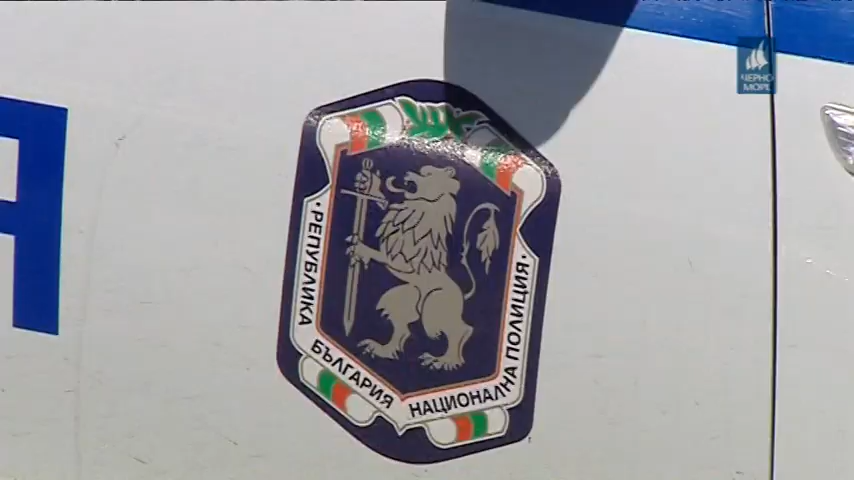 ЧЕРНО
МОРЕ
Я
·РЕПУБЛИКА
БЪЛГАРИЯ
НАЦИОНАЛНА
ПОЛИЦИЯ·